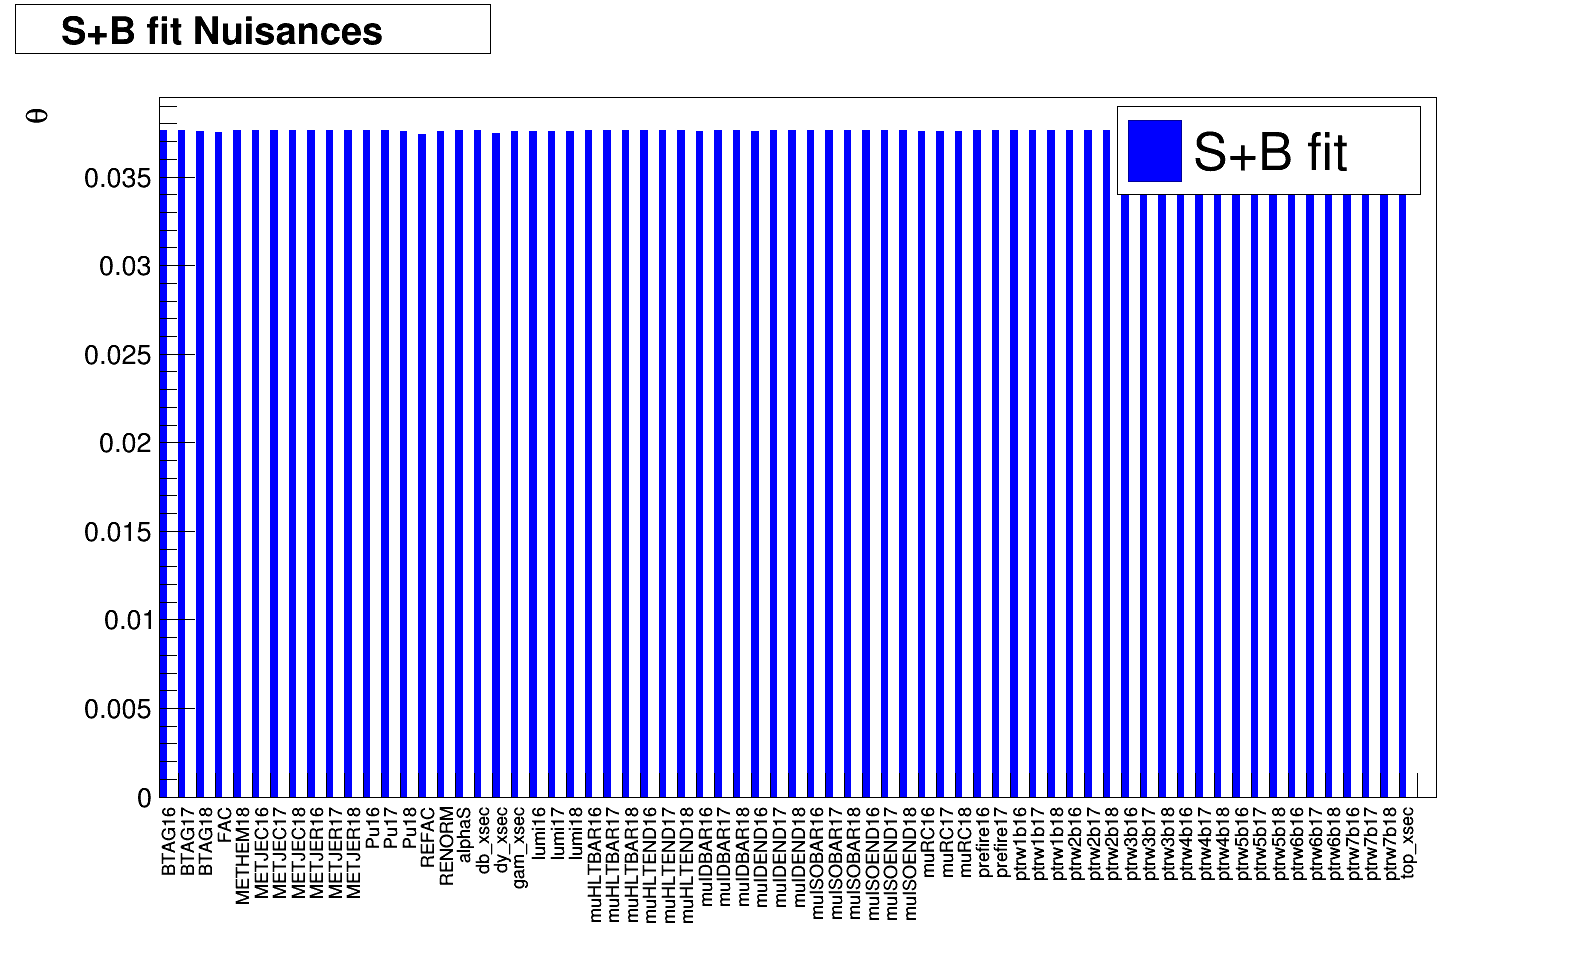 S+B fit Nuisances
θ
S+B fit
0.035
0.03
0.025
0.02
0.015
0.01
0.005
0
BTAG16
BTAG17
BTAG18
FAC
METHEM18
METJEC16
METJEC17
METJEC18
METJER16
METJER17
METJER18
Pu16
Pu17
Pu18
REFAC
RENORM
alphaS
db_xsec
dy_xsec
gam_xsec
lumi16
lumi17
lumi18
muHLTBAR16
muHLTBAR17
muHLTBAR18
muHLTEND16
muHLTEND17
muHLTEND18
muIDBAR16
muIDBAR17
muIDBAR18
muIDEND16
muIDEND17
muIDEND18
muISOBAR16
muISOBAR17
muISOBAR18
muISOEND16
muISOEND17
muISOEND18
muRC16
muRC17
muRC18
prefire16
prefire17
ptrw1b16
ptrw1b17
ptrw1b18
ptrw2b16
ptrw2b17
ptrw2b18
ptrw3b16
ptrw3b17
ptrw3b18
ptrw4b16
ptrw4b17
ptrw4b18
ptrw5b16
ptrw5b17
ptrw5b18
ptrw6b16
ptrw6b17
ptrw6b18
ptrw7b16
ptrw7b17
ptrw7b18
top_xsec